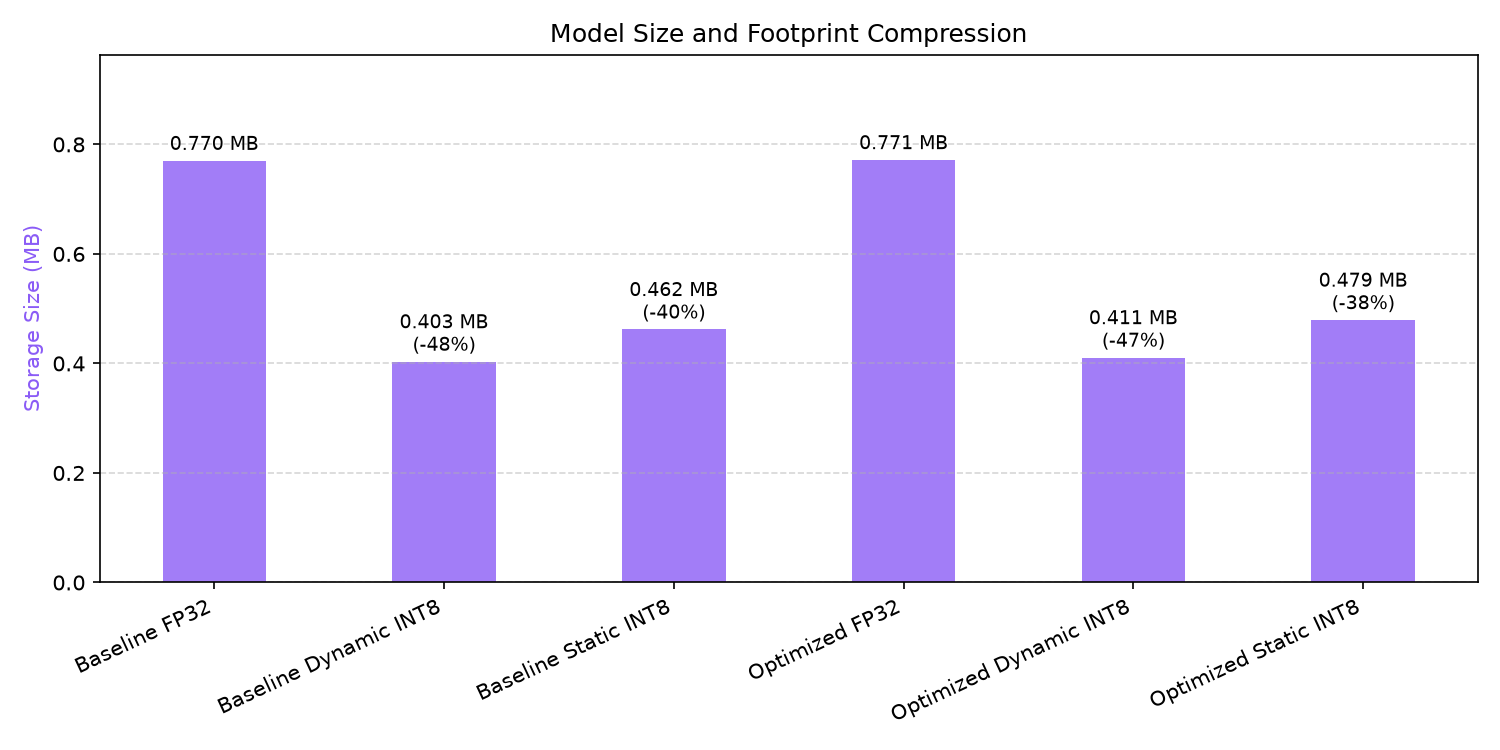 Model Size and Footprint Compression
Storage Size (MB)
0.8
0.6
0.4
0.2
0.0
0.770 MB
0.403 MB
(-48%)
0.462 MB
(-40%)
0.771 MB
0.411 MB
(-47%)
0.479 MB
(-38%)
Baseline FP32
Baseline Dynamic INT8
Baseline Static INT8
Optimized FP32
Optimized Dynamic INT8
Optimized Static INT8